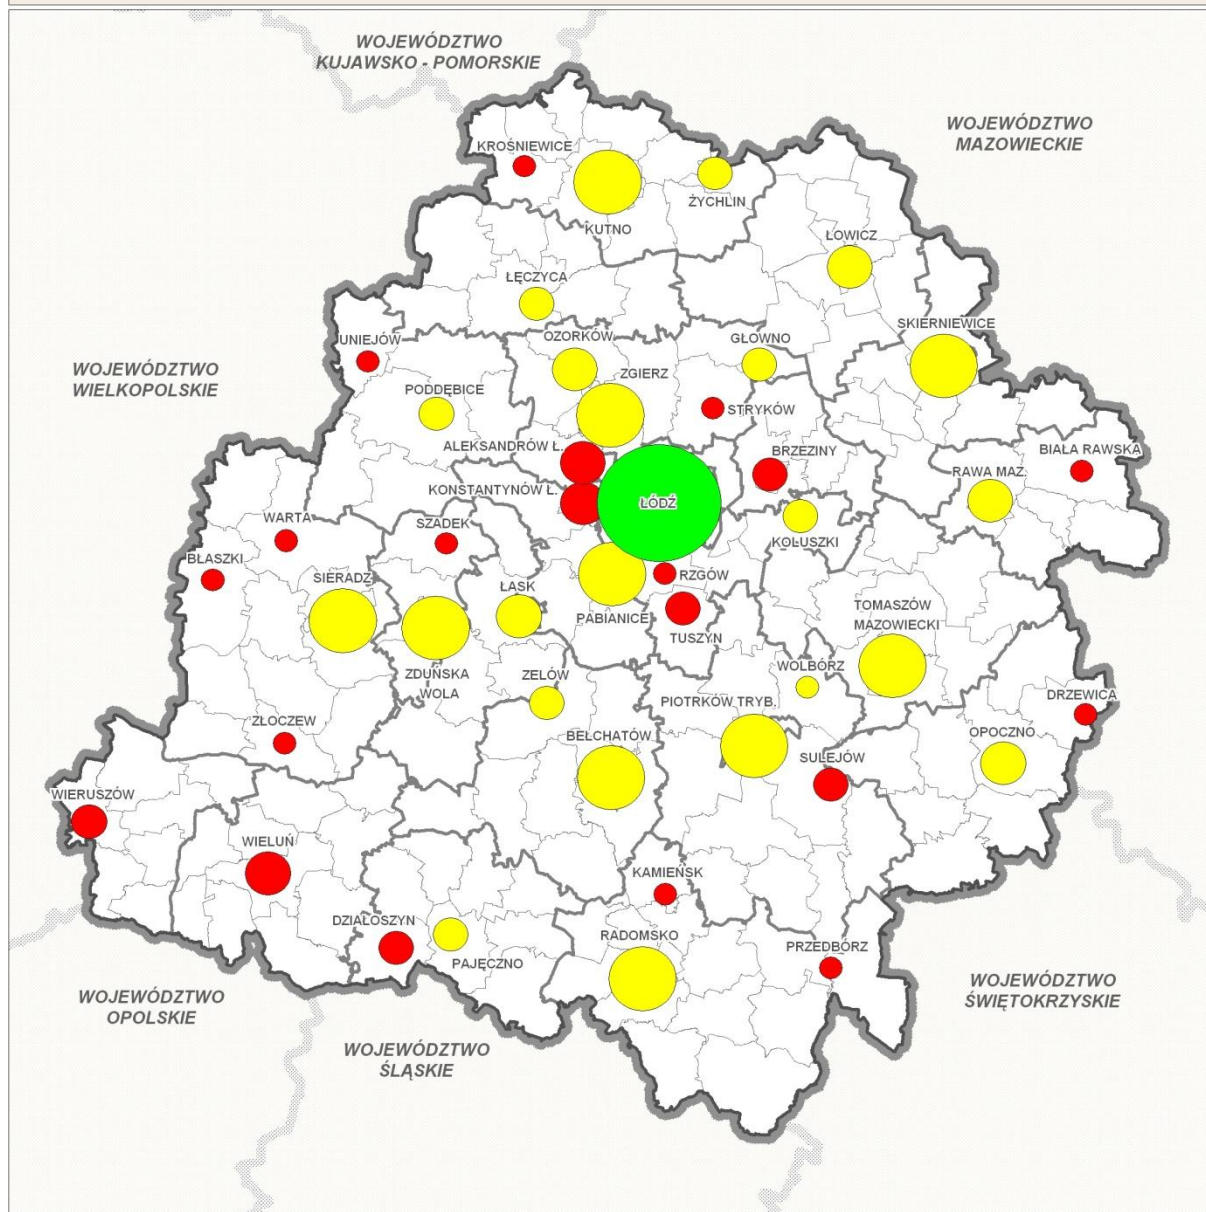 WOJEWÓDZTWO
KUJAWSKO - POMORSKIE
WOJEWÓDZTWO
MAZOWIECKIE
KROŚNIEWICE
ŻYCHLIN
KUTNO
ŁOWICZ
ŁĘCZYCA
SKIERNIEWICE
UNIEJÓW
OZORKÓW
GŁOWNO
WOJEWÓDZTWO
WIELKOPOLSKIE
ZGIERZ
PODDĘBICE
STRYKÓW
ALEKSANDRÓW Ł.
BRZEZINY
BIAŁA RAWSKA
RAWA MAZ.
KONSTANTYNÓW Ł.
ŁÓDŹ
WARTA
SZADEK
KOLUSZKI
BŁASZKI
SIERADZ
ŁASK
RZGÓW
PABIANICE
TUSZYN
TOMASZÓW
MAZOWIECKI
ZDUŃSKA
WOLA
ZELÓW
WOLBÓRZ
PIOTRKÓW TRYB.
DRZEWICA
ZŁOCZEW
BEŁCHATÓW
OPOCZNO
SULEJÓW
WIERUSZÓW
WIELUŃ
KAMIEŃSK
DZIAŁOSZYN
RADOMSKO
PRZEDBÓRZ
PAJĘCZNO
WOJEWÓDZTWO
ŚWIĘTOKRZYSKIE
WOJEWÓDZTWO
OPOLSKIE
WOJEWÓDZTWO
ŚLĄSKIE